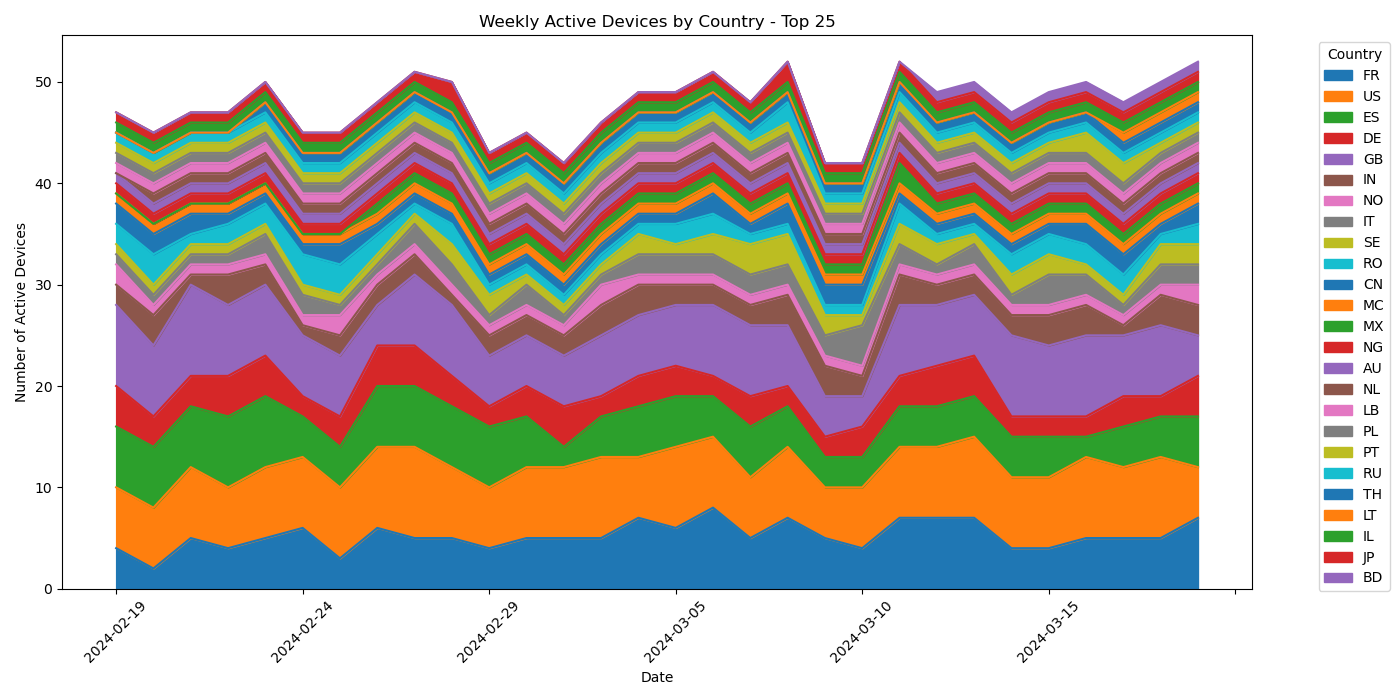 Weekly Active Devices by Country - Top 25
Number of Active Devices
50
40
30
20
10
0
2024-02-19
2024-02-24
2024-02-29
2024-03-05
2024-03-10
2024-03-15
Date
Country
FR
US
ES
DE
GB
IN
NO
IT
SE
RO
CN
MC
MX
NG
AU
NL
LB
PL
PT
RU
TH
LT
IL
JP
BD